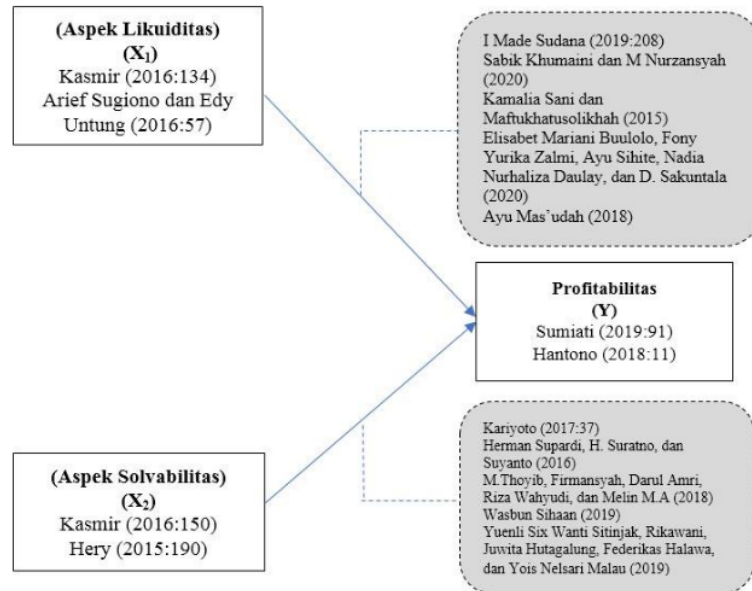 (Aspek Likuiditas)
(X₁)
Kasmir (2016:134)
Arief Sugiono dan Edy
Untung (2016:57)
I Made Sudana (2019:208)
Sabik Khumaini dan M Nurzansyah
(2020)
Kamalia Sani dan
Maftukhatusolikhah (2015)
Elisabet Mariani Buulolo, Fony
Yurika Zalmi, Ayu Sihite, Nadia
Nurhaliza Daulay, dan D. Sakuntala
(2020)
Ayu Mas’udah (2018)
Profitabilitas
(Y)
Sumiati (2019:91)
Hantono (2018:11)
(Aspek Solvabilitas)
(X₂)
Kasmir (2016:150)
Hery (2015:190)
Kariyoto (2017:37)
Herman Supardi, H. Suratno, dan
Suyanto (2016)
M.Thoyib, Firmansyah, Darul Amri,
Riza Wahyudi, dan Melin M.A (2018)
Wasbun Sihaan (2019)
Yuenli Six Wanti Sitinjak, Rikawani,
Juwita Hutagalung, Federikas Halawa,
dan Yois Nelsari Malau (2019)